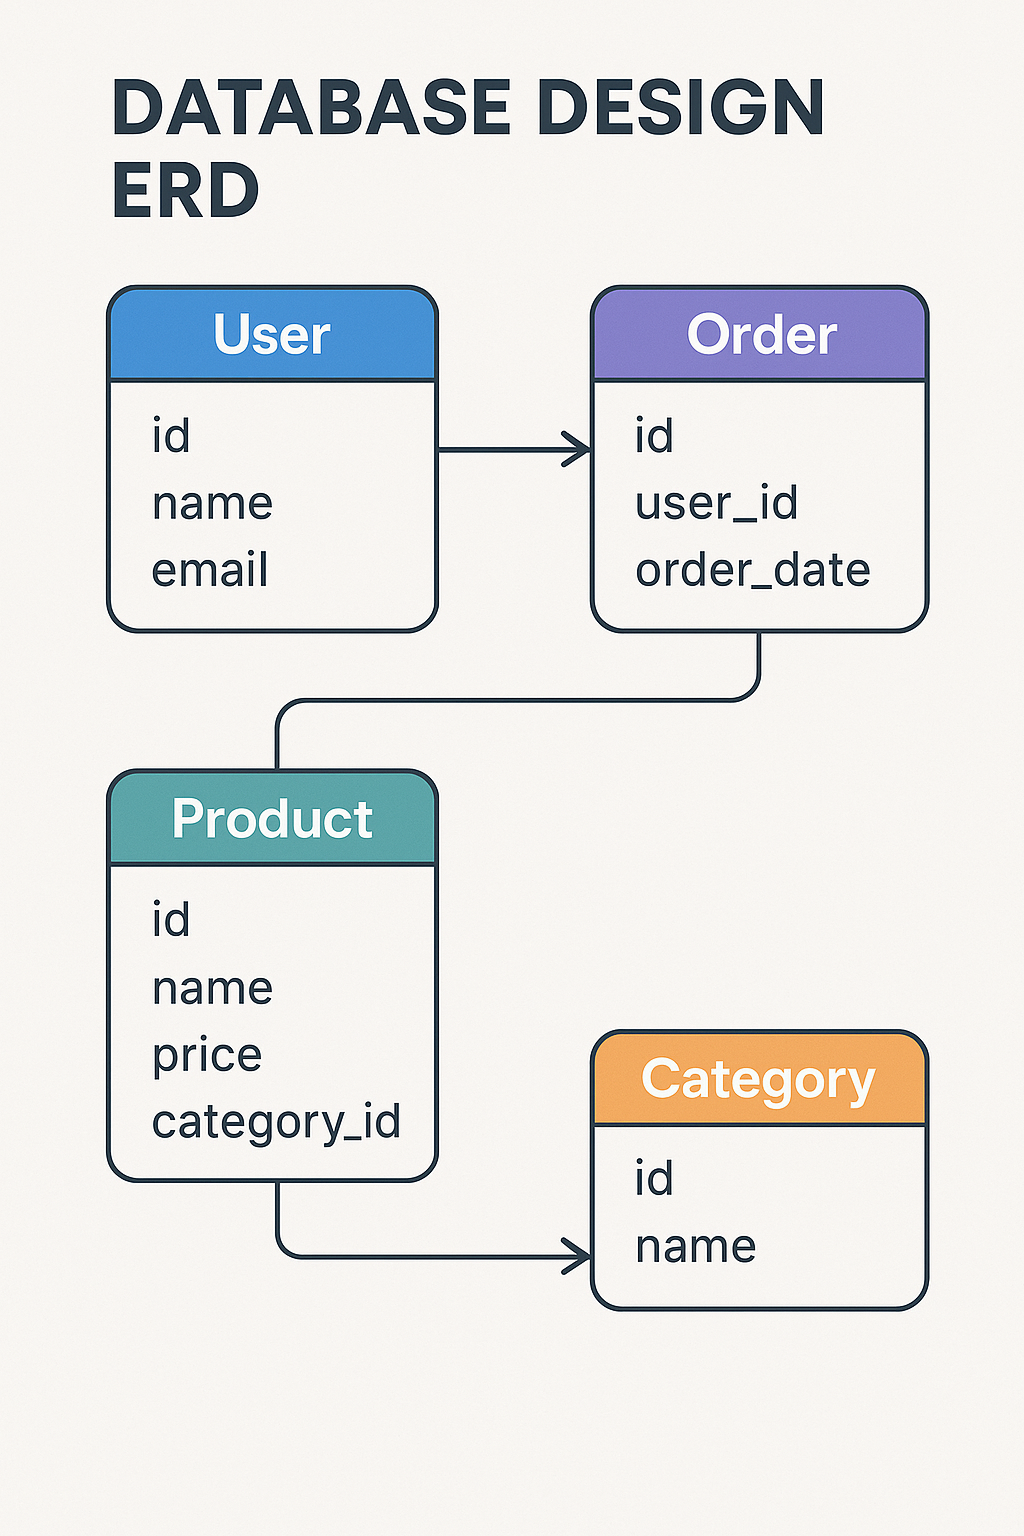 DATABASE DESIGN
ERD
User
id
name
email
Order
id
user_id
order_date
Product
id
name
price
category_id
Category
id
name